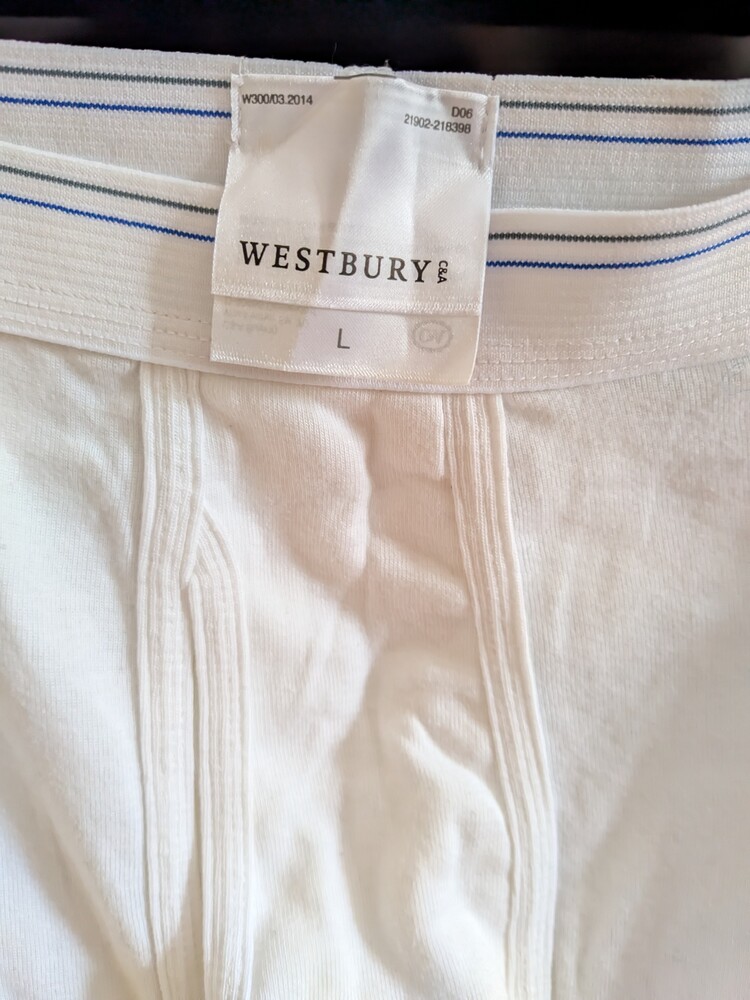 W300/03.2014
D06
21902-218398
WESTBURY C&A
L